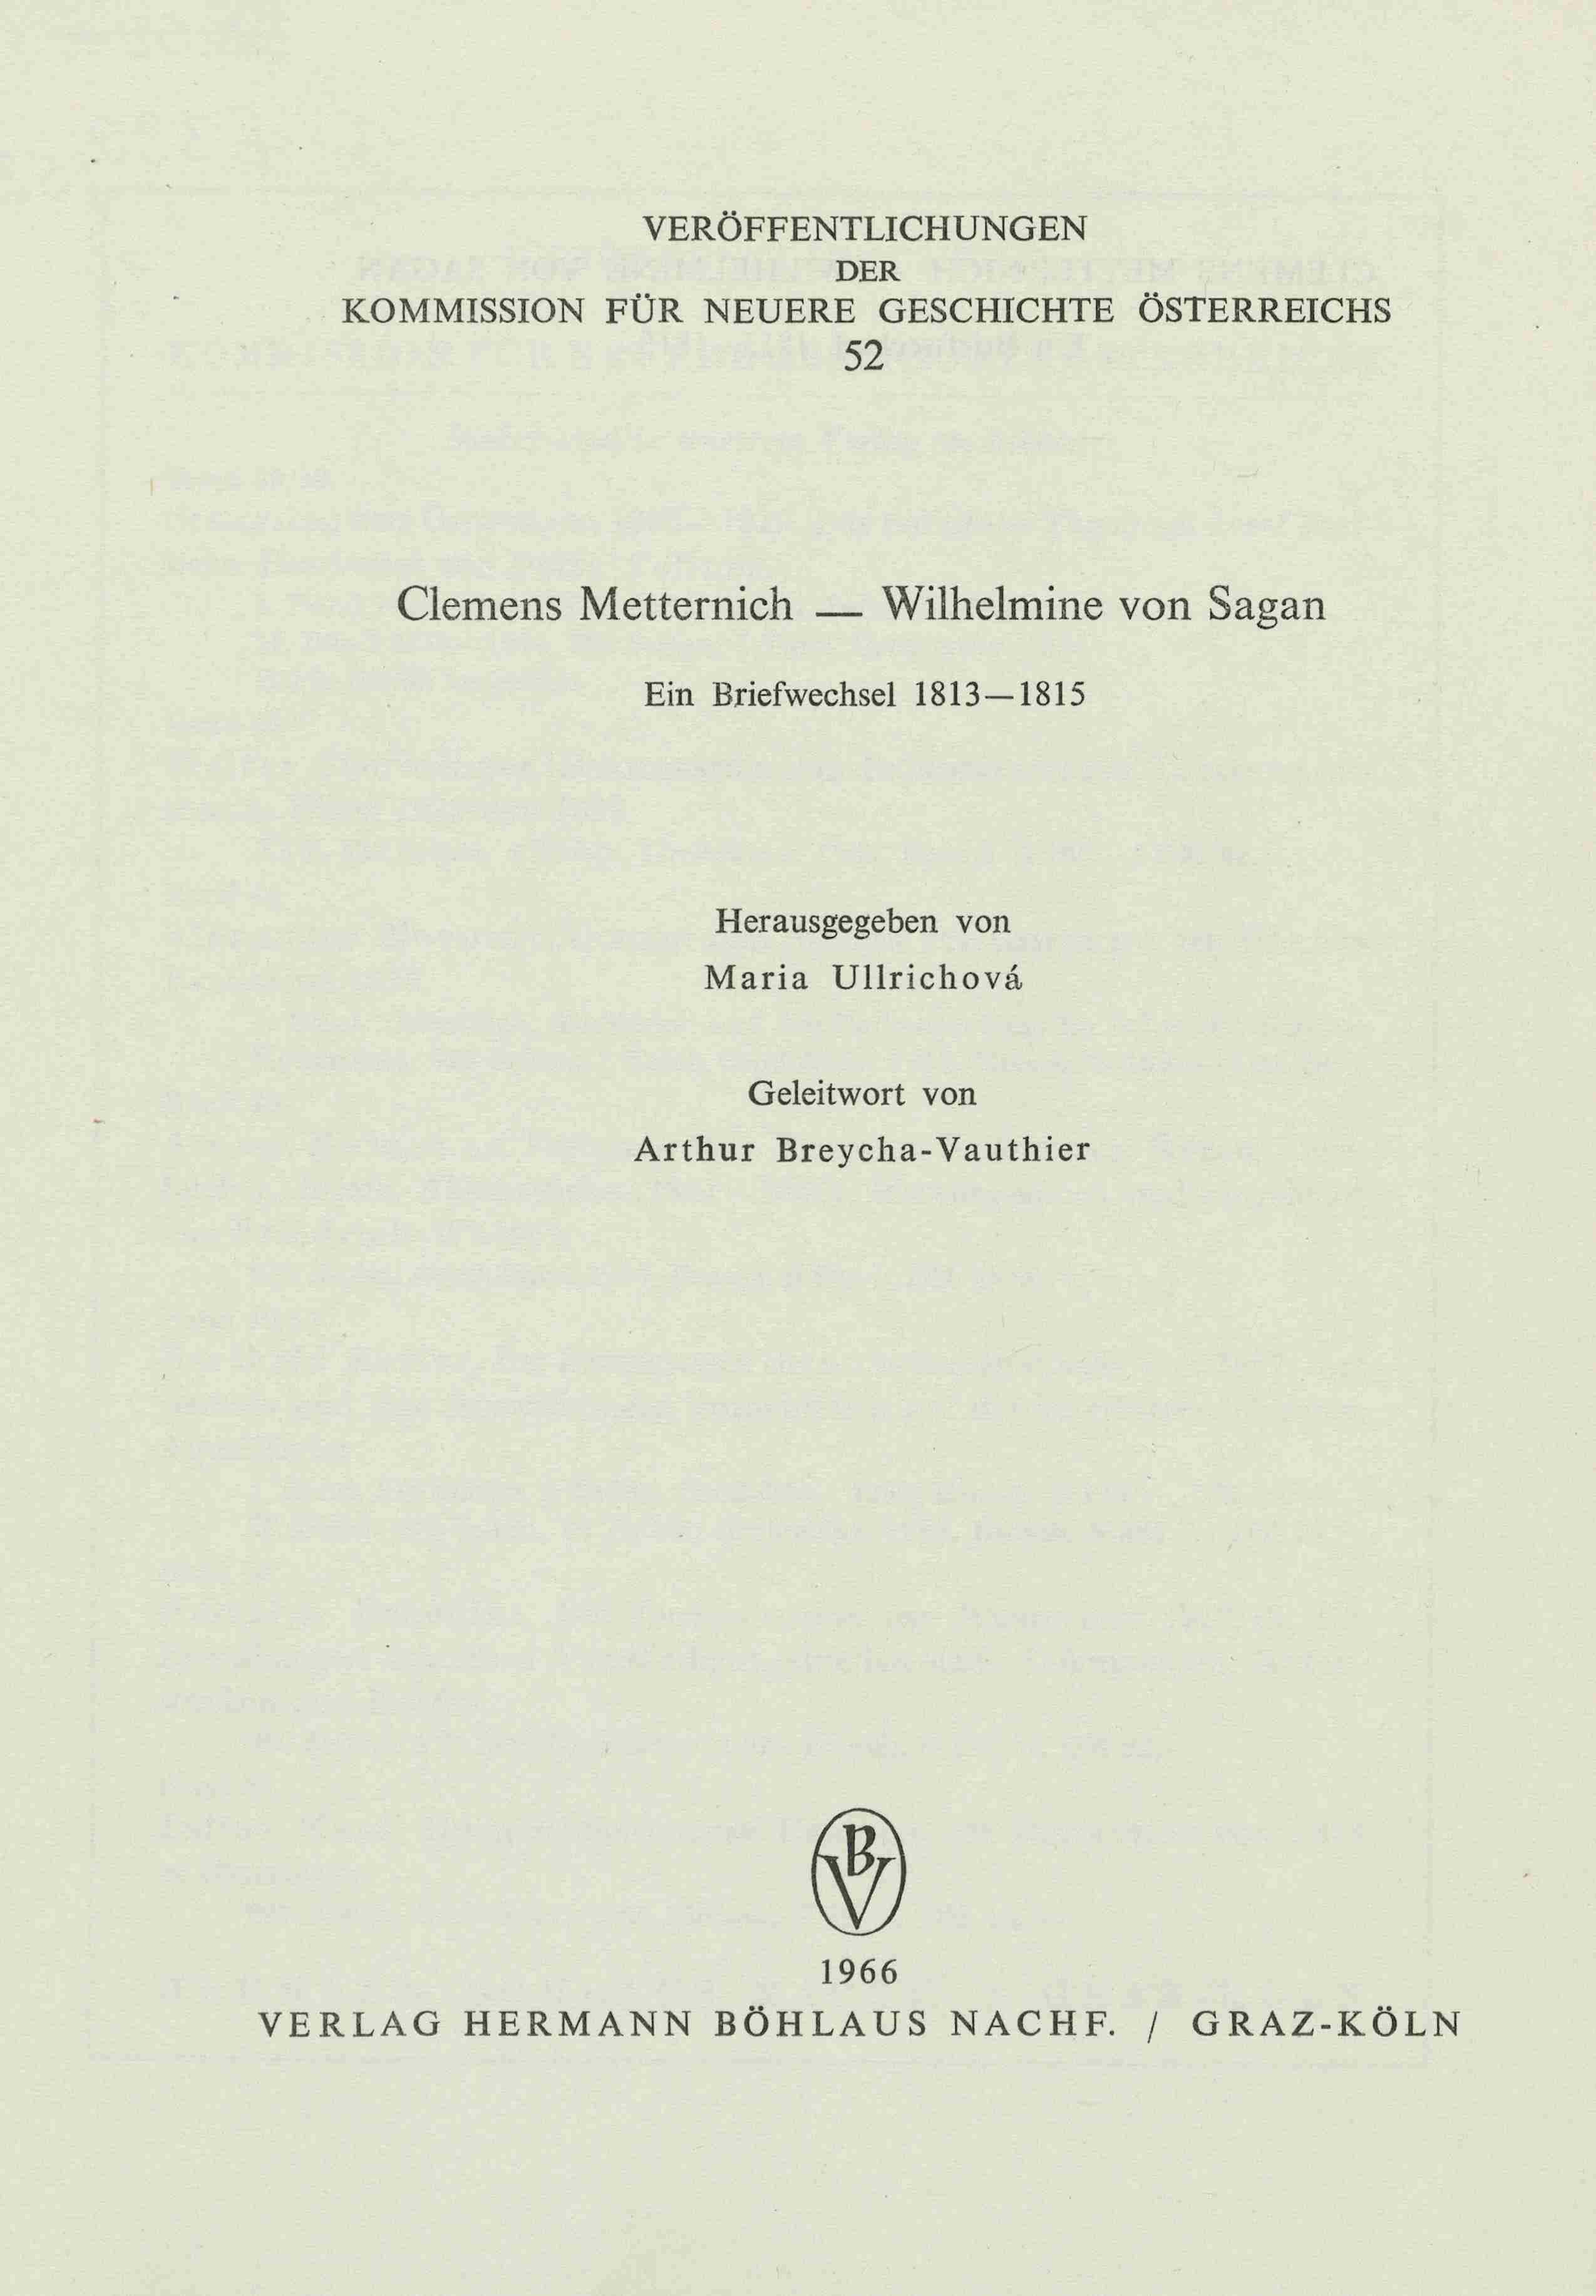 VERÖFFENTLICHUNGEN
DER
KOMMISSION FÜR NEUERE GESCHICHTE ÖSTERREICHS
52
Clemens Metternich — Wilhelmine von Sagan
Ein Briefwechsel 1813—1815
Herausgegeben von
Maria Ullrichová
Geleitwort von
Arthur Breycha-Vauthier
BV
1966
VERLAG HERMANN BÖHLAUS NACHF. / GRAZ-KÖLN